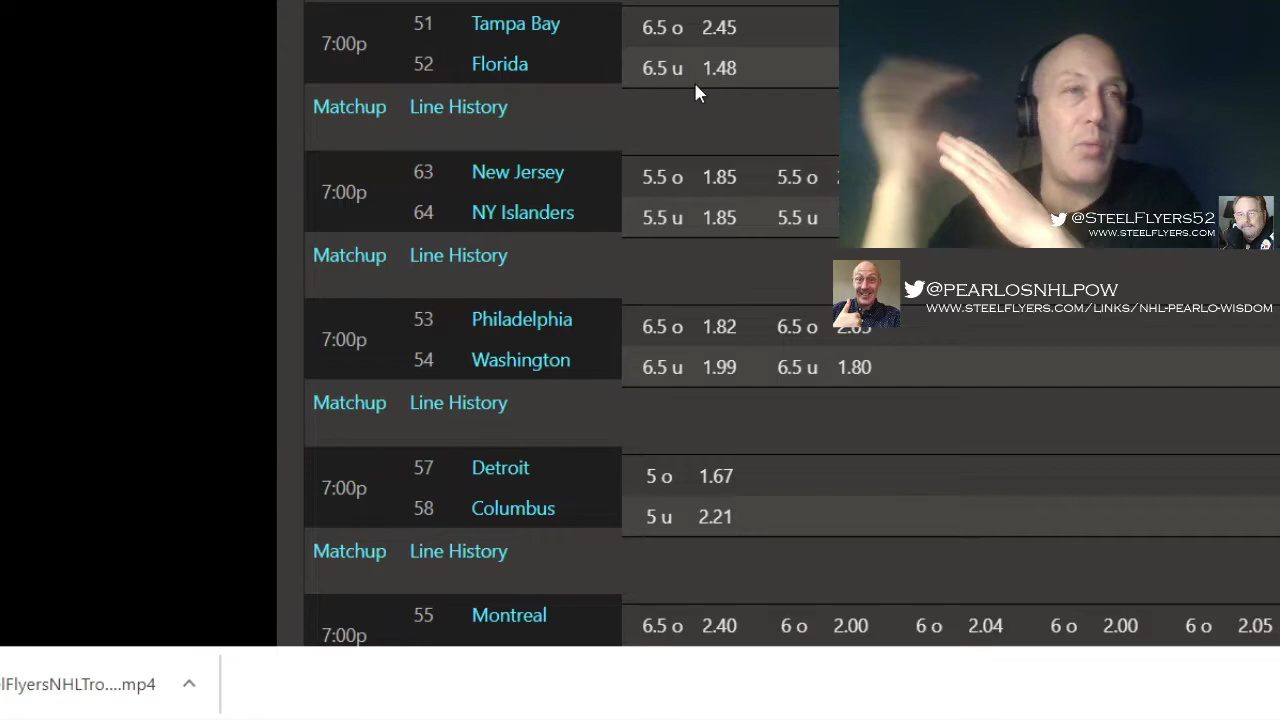 7:00p
51 Tampa Bay 6.5 o 2.45
52 Florida 6.5 u 1.48
Matchup Line History
7:00p
63 New Jersey 5.5 o 1.85 5.5 o
64 NY Islanders 5.5 u 1.85 5.5 u
Matchup Line History
7:00p
53 Philadelphia 6.5 o 1.82 6.5 o 2.05
54 Washington 6.5 u 1.99 6.5 u 1.80
Matchup Line History
7:00p
57 Detroit 5 o 1.67
58 Columbus 5 u 2.21
Matchup Line History
55 Montreal 6.5 o 2.40 6 o 2.00 6 o 2.04 6 o 2.00 6 o 2.05
7:00p
@SteelFlyers52
www.steelflyers.com
@PearlosNHLPOW
www.steelflyers.com/links/nhl-pearlo-wisdom
lFlyersNHLTro....mp4